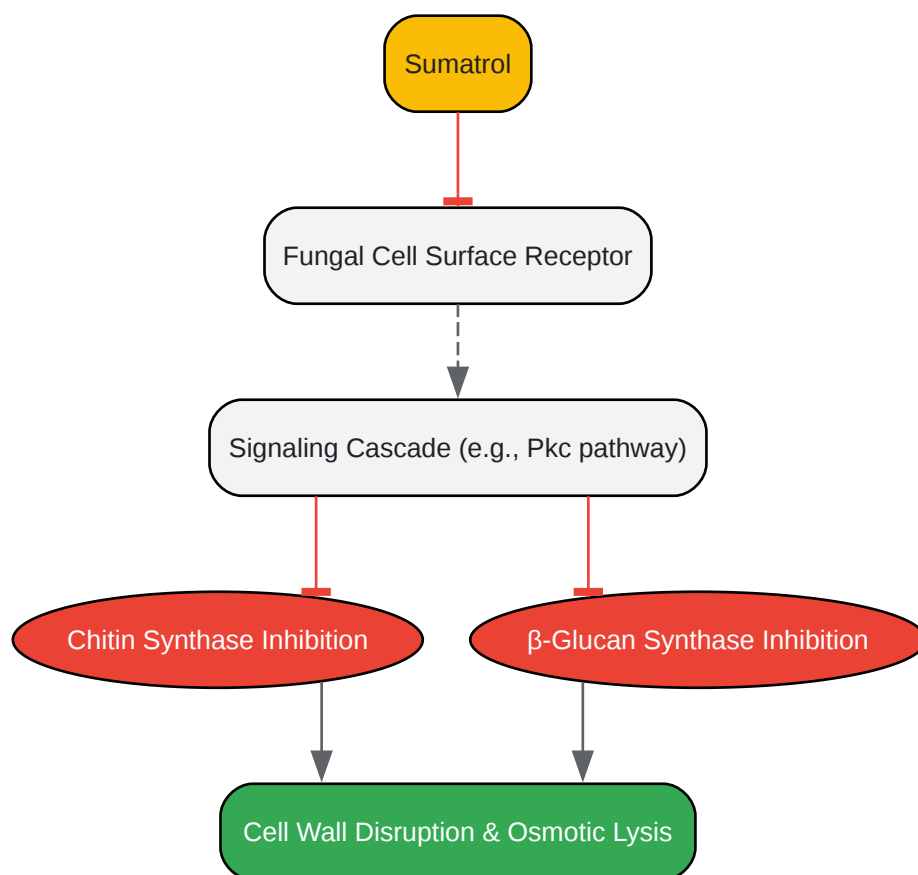 Sumatrol
Fungal Cell Surface Receptor
Signaling Cascade (e.g., Pkc pathway)
Chitin Synthase Inhibition
β-Glucan Synthase Inhibition
Cell Wall Disruption & Osmotic Lysis